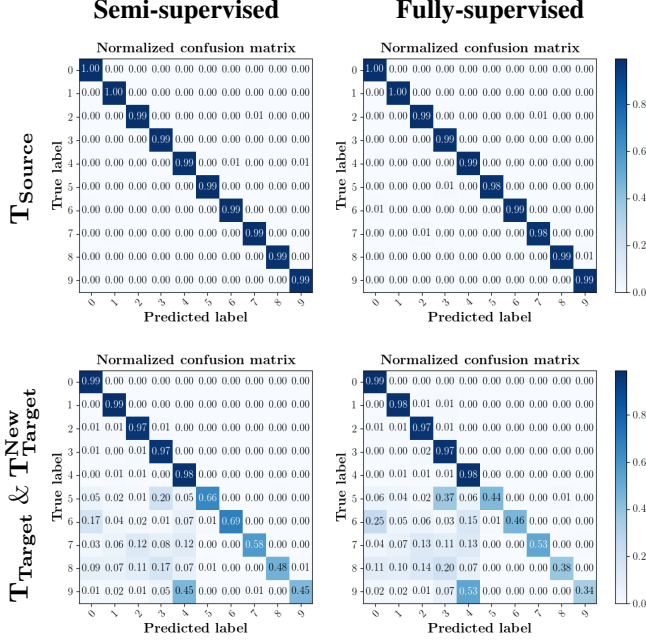 Semi-supervised Fully-supervised
Normalized confusion matrix Normalized confusion matrix
T_Source
True label
0 1.00 0.00 0.00 0.00 0.00 0.00 0.00 0.00 0.00 0.00
1 0.00 1.00 0.00 0.00 0.00 0.00 0.00 0.00 0.00 0.00
2 0.00 0.00 0.99 0.00 0.00 0.00 0.00 0.01 0.00 0.00
3 0.00 0.00 0.00 0.99 0.00 0.00 0.00 0.00 0.00 0.00
4 0.00 0.00 0.00 0.00 0.99 0.00 0.01 0.00 0.00 0.01
5 0.00 0.00 0.00 0.00 0.00 0.99 0.00 0.00 0.00 0.00
6 0.00 0.00 0.00 0.00 0.00 0.00 0.99 0.00 0.00 0.00
7 0.00 0.00 0.00 0.00 0.00 0.00 0.00 0.99 0.00 0.00
8 0.00 0.00 0.00 0.00 0.00 0.00 0.00 0.00 0.99 0.00
9 0.00 0.00 0.00 0.00 0.00 0.00 0.00 0.00 0.00 0.99
0 1 2 3 4 5 6 7 8 9
Predicted label
True label
0 1.00 0.00 0.00 0.00 0.00 0.00 0.00 0.00 0.00 0.00
1 0.00 1.00 0.00 0.00 0.00 0.00 0.00 0.00 0.00 0.00
2 0.00 0.00 0.99 0.00 0.00 0.00 0.00 0.01 0.00 0.00
3 0.00 0.00 0.00 0.99 0.00 0.00 0.00 0.00 0.00 0.00
4 0.00 0.00 0.00 0.00 0.99 0.00 0.00 0.00 0.00 0.00
5 0.00 0.00 0.00 0.01 0.00 0.98 0.00 0.00 0.00 0.00
6 0.01 0.00 0.00 0.00 0.00 0.00 0.99 0.00 0.00 0.00
7 0.00 0.00 0.01 0.00 0.00 0.00 0.00 0.98 0.00 0.00
8 0.00 0.00 0.00 0.00 0.00 0.00 0.00 0.00 0.99 0.01
9 0.00 0.00 0.00 0.00 0.00 0.00 0.00 0.00 0.00 0.99
0 1 2 3 4 5 6 7 8 9
Predicted label
0.8
0.6
0.4
0.2
0.0
Normalized confusion matrix Normalized confusion matrix
T_Target & T^New_Target
True label
0 0.99 0.00 0.00 0.00 0.00 0.00 0.00 0.00 0.00 0.00
1 0.00 0.99 0.00 0.00 0.00 0.00 0.00 0.00 0.00 0.00
2 0.01 0.01 0.97 0.01 0.00 0.00 0.00 0.00 0.00 0.00
3 0.00 0.01 0.01 0.97 0.00 0.00 0.00 0.00 0.00 0.00
4 0.00 0.01 0.01 0.00 0.98 0.00 0.00 0.00 0.00 0.00
5 0.05 0.02 0.01 0.20 0.05 0.66 0.00 0.00 0.00 0.00
6 0.17 0.04 0.02 0.01 0.07 0.01 0.69 0.00 0.00 0.00
7 0.03 0.06 0.12 0.08 0.12 0.00 0.00 0.58 0.00 0.00
8 0.09 0.07 0.11 0.17 0.07 0.01 0.00 0.00 0.48 0.01
9 0.01 0.02 0.01 0.05 0.45 0.00 0.00 0.01 0.00 0.45
0 1 2 3 4 5 6 7 8 9
Predicted label
True label
0 0.99 0.00 0.00 0.00 0.00 0.00 0.00 0.00 0.00 0.00
1 0.00 0.98 0.01 0.01 0.00 0.00 0.00 0.00 0.00 0.00
2 0.01 0.01 0.97 0.01 0.00 0.00 0.00 0.00 0.00 0.00
3 0.00 0.00 0.02 0.97 0.00 0.00 0.00 0.00 0.00 0.00
4 0.00 0.01 0.01 0.00 0.98 0.00 0.00 0.00 0.00 0.00
5 0.06 0.04 0.02 0.37 0.06 0.44 0.00 0.00 0.01 0.00
6 0.25 0.05 0.06 0.03 0.15 0.01 0.46 0.00 0.00 0.00
7 0.04 0.07 0.13 0.11 0.13 0.00 0.00 0.53 0.00 0.00
8 0.11 0.10 0.14 0.20 0.07 0.00 0.00 0.00 0.38 0.00
9 0.02 0.02 0.01 0.07 0.53 0.00 0.00 0.01 0.00 0.34
0 1 2 3 4 5 6 7 8 9
Predicted label
0.8
0.6
0.4
0.2
0.0